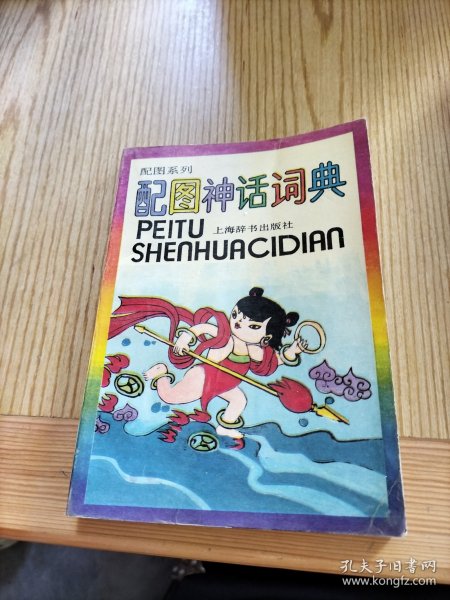 配图系列
配图神话词典
PEITU 上海辞书出版社
SHENHUACIDIAN
孔夫子旧书网
www.kongfz.com